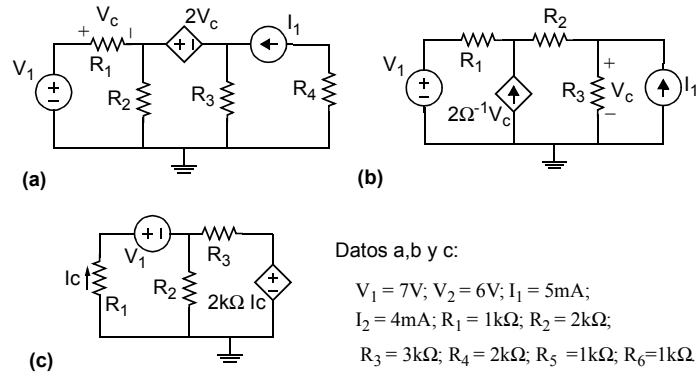 V_c
2V_c
I_1
V_1
R_1
R_2
R_3
R_4
(a)
R_2
V_1
R_1
2Ω^-1V_c
R_3
V_c
I_1
(b)
V_1
R_3
Ic
R_1
R_2
2kΩ Ic
(c)
Datos a,b y c:
V_1 = 7V; V_2 = 6V; I_1 = 5mA;
I_2 = 4mA; R_1 = 1kΩ; R_2 = 2kΩ;
R_3 = 3kΩ; R_4 = 2kΩ; R_5 =1kΩ; R_6=1kΩ.